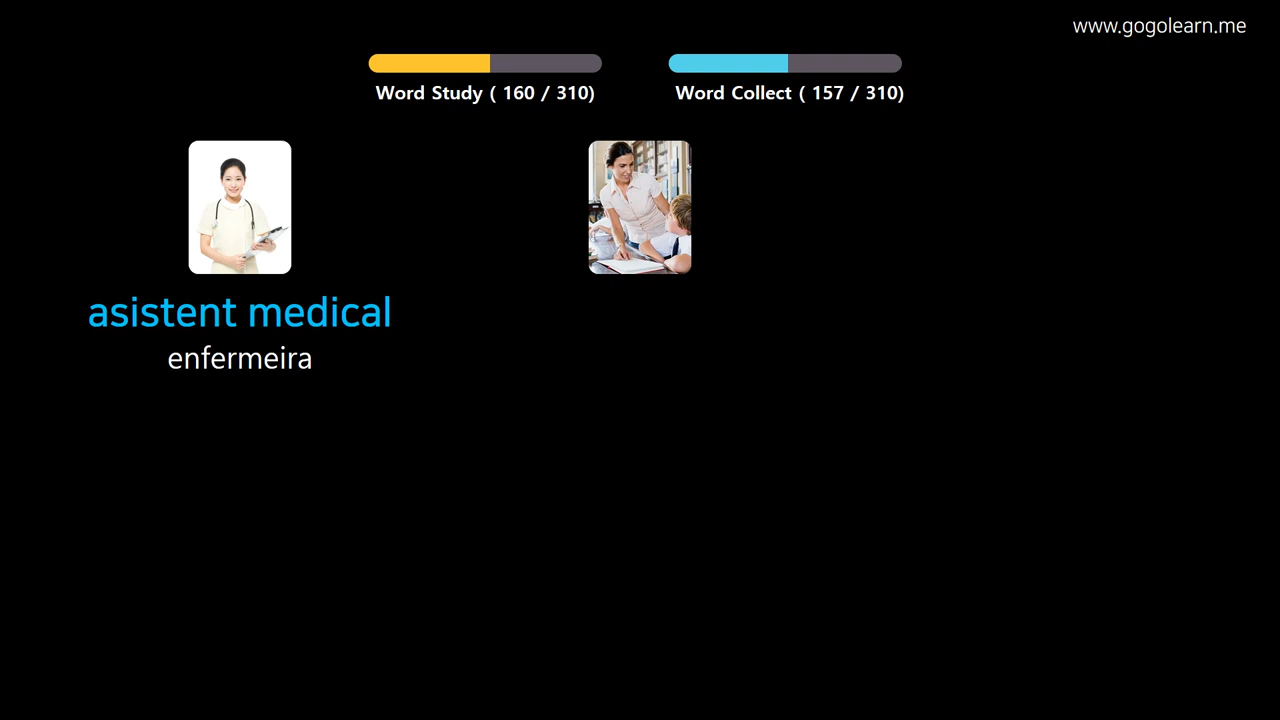 www.gogolearn.me
Word Study ( 160 / 310)
Word Collect ( 157 / 310)
asistent medical
enfermeira